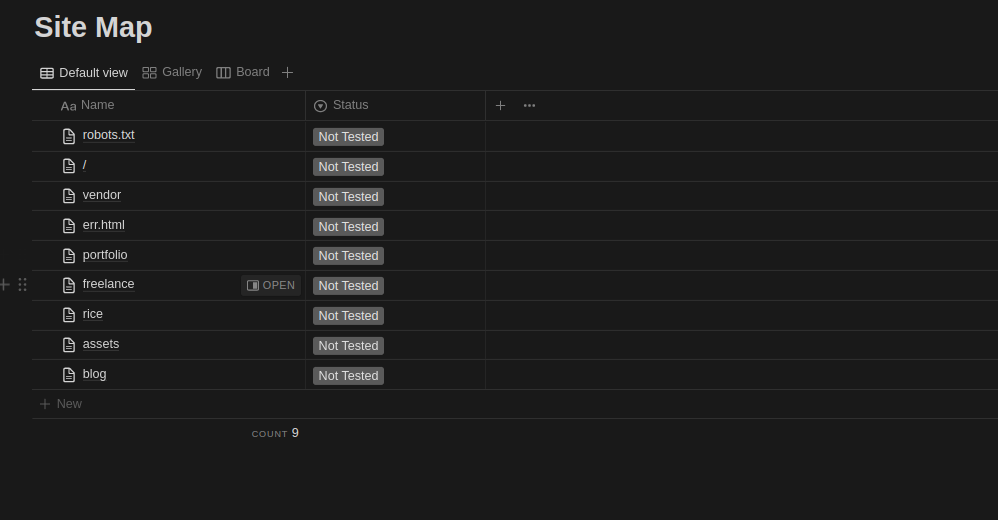 Site Map
Default view Gallery Board
Aa Name Status
robots.txt Not Tested
/ Not Tested
vendor Not Tested
err.html Not Tested
portfolio Not Tested
freelance OPEN Not Tested
rice Not Tested
assets Not Tested
blog Not Tested
New
COUNT 9